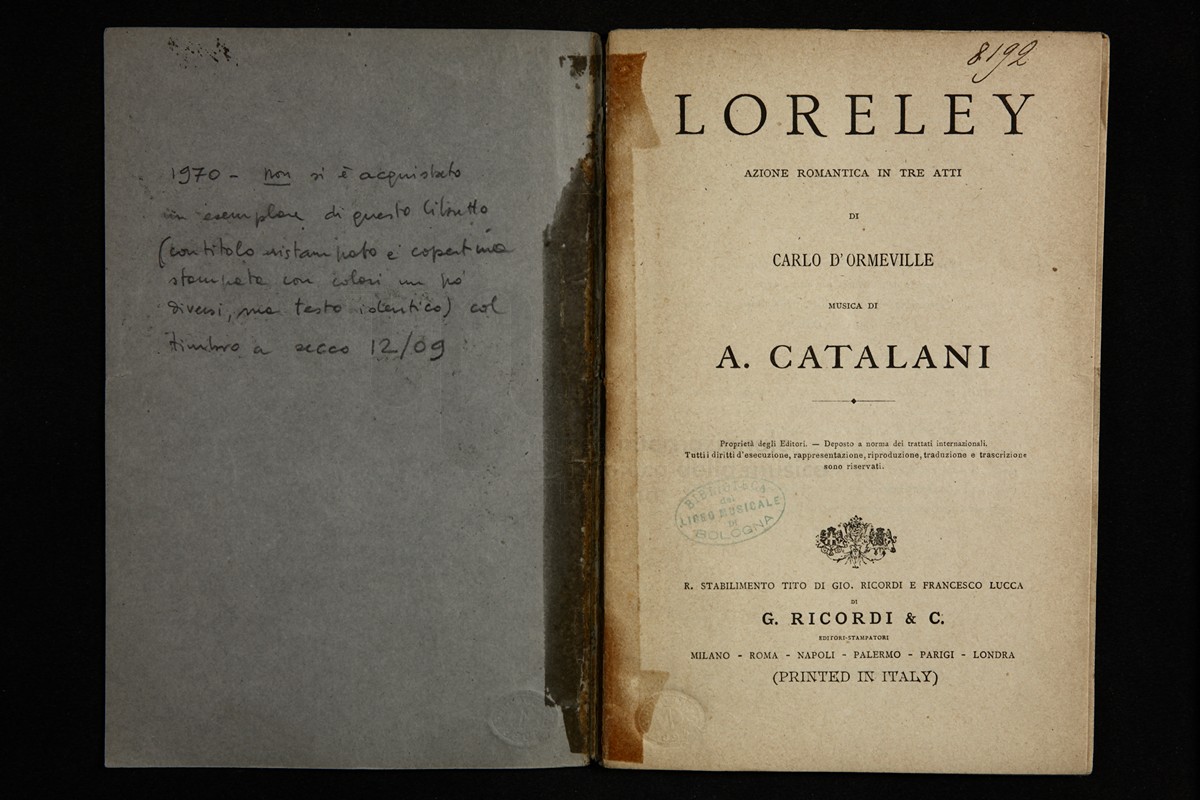 1970 - non si è acquistato
un esemplare di questo libretto
(con titolo ristampato e copertina
stampata con colori un po'
diversi, ma testo identico) col
timbro a secco 12/09
8192
LORELEY
AZIONE ROMANTICA IN TRE ATTI
DI
CARLO D'ORMEVILLE
MUSICA DI
A. CATALANI
Proprietà degli Editori. — Deposto a norma dei trattati internazionali.
Tutti i diritti d'esecuzione, rappresentazione, riproduzione, traduzione e trascrizione
sono riservati.
BIBLIOTECA
del
LICEO MUSICALE
DI
BOLOGNA
R. STABILIMENTO TITO DI GIO. RICORDI E FRANCESCO LUCCA
DI
G. RICORDI & C.
EDITORI-STAMPATORI
MILANO - ROMA - NAPOLI - PALERMO - PARIGI - LONDRA
(PRINTED IN ITALY)